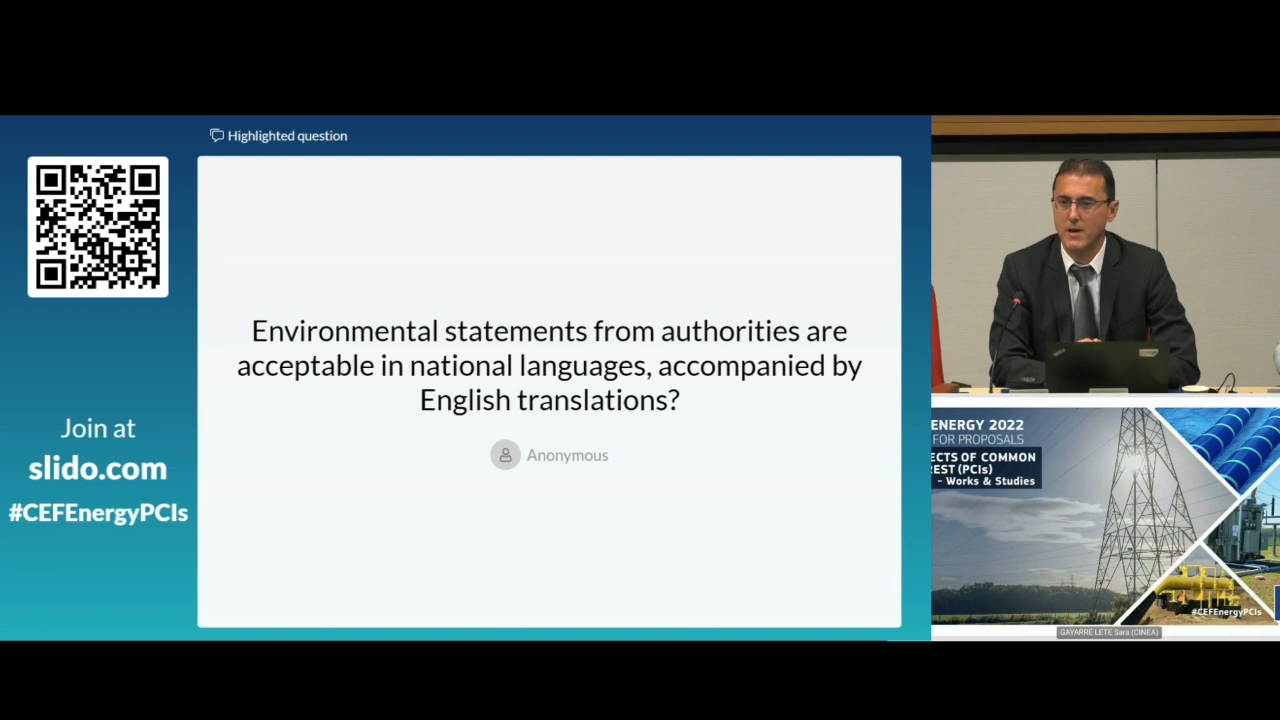 Highlighted question
Environmental statements from authorities are
acceptable in national languages, accompanied by
English translations?
Anonymous
Join at
slido.com
#CEFEnergyPCIs
ENERGY 2022
FOR PROPOSALS
ECTS OF COMMON
REST (PCIs)
- Works & Studies
#CEFEnergyPCIs
GAYARRE LETE Sara (CINEA)